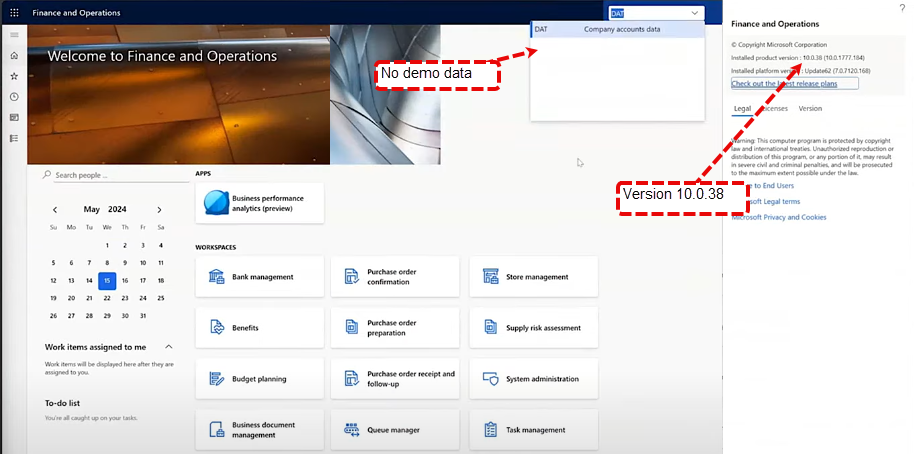 Finance and Operations
DAT
?
DAT Company accounts data
Welcome to Finance and Operations
No demo data
Finance and Operations
© Copyright Microsoft Corporation
Installed product version : 10.0.38 (10.0.1777.184)
Installed platform version : Update62 (7.0.7120.168)
Check out the latest release plans
Legal Licenses Version
Warning: This computer program is protected by copyright
law and international treaties. Unauthorized reproduction or
distribution of this program, or any portion of it, may result
in severe civil and criminal penalties, and will be prosecuted
to the maximum extent possible under the law.
to End Users
Legal terms
Microsoft Privacy and Cookies
Version 10.0.38
Search people ...
May 2024
Su Mo Tu We Th Fr Sa
1 2 3 4
5 6 7 8 9 10 11
12 13 14 15 16 17 18
19 20 21 22 23 24 25
26 27 28 29 30 31
Work items assigned to me
Work items will be displayed here after they are
assigned to you.
To-do list
You're all caught up on your tasks.
APPS
Business performance
analytics (preview)
WORKSPACES
Bank management
Purchase order
confirmation
Store management
Benefits
Purchase order
preparation
Supply risk assessment
Budget planning
Purchase order receipt and
follow-up
System administration
Business document
management
Queue manager
Task management